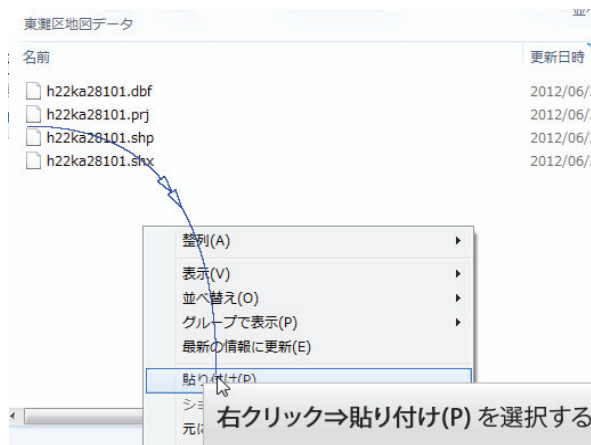 東灘区地図データ
名前
更新日時
h22ka28101.dbf
2012/06/
h22ka28101.prj
2012/06/
h22ka28101.shp
2012/06/
h22ka28101.shx
2012/06/
整列(A)
表示(V)
並べ替え(O)
グループで表示(P)
最新の情報に更新(E)
貼り付け(P)
右クリック⇒貼り付け(P) を選択する
元に